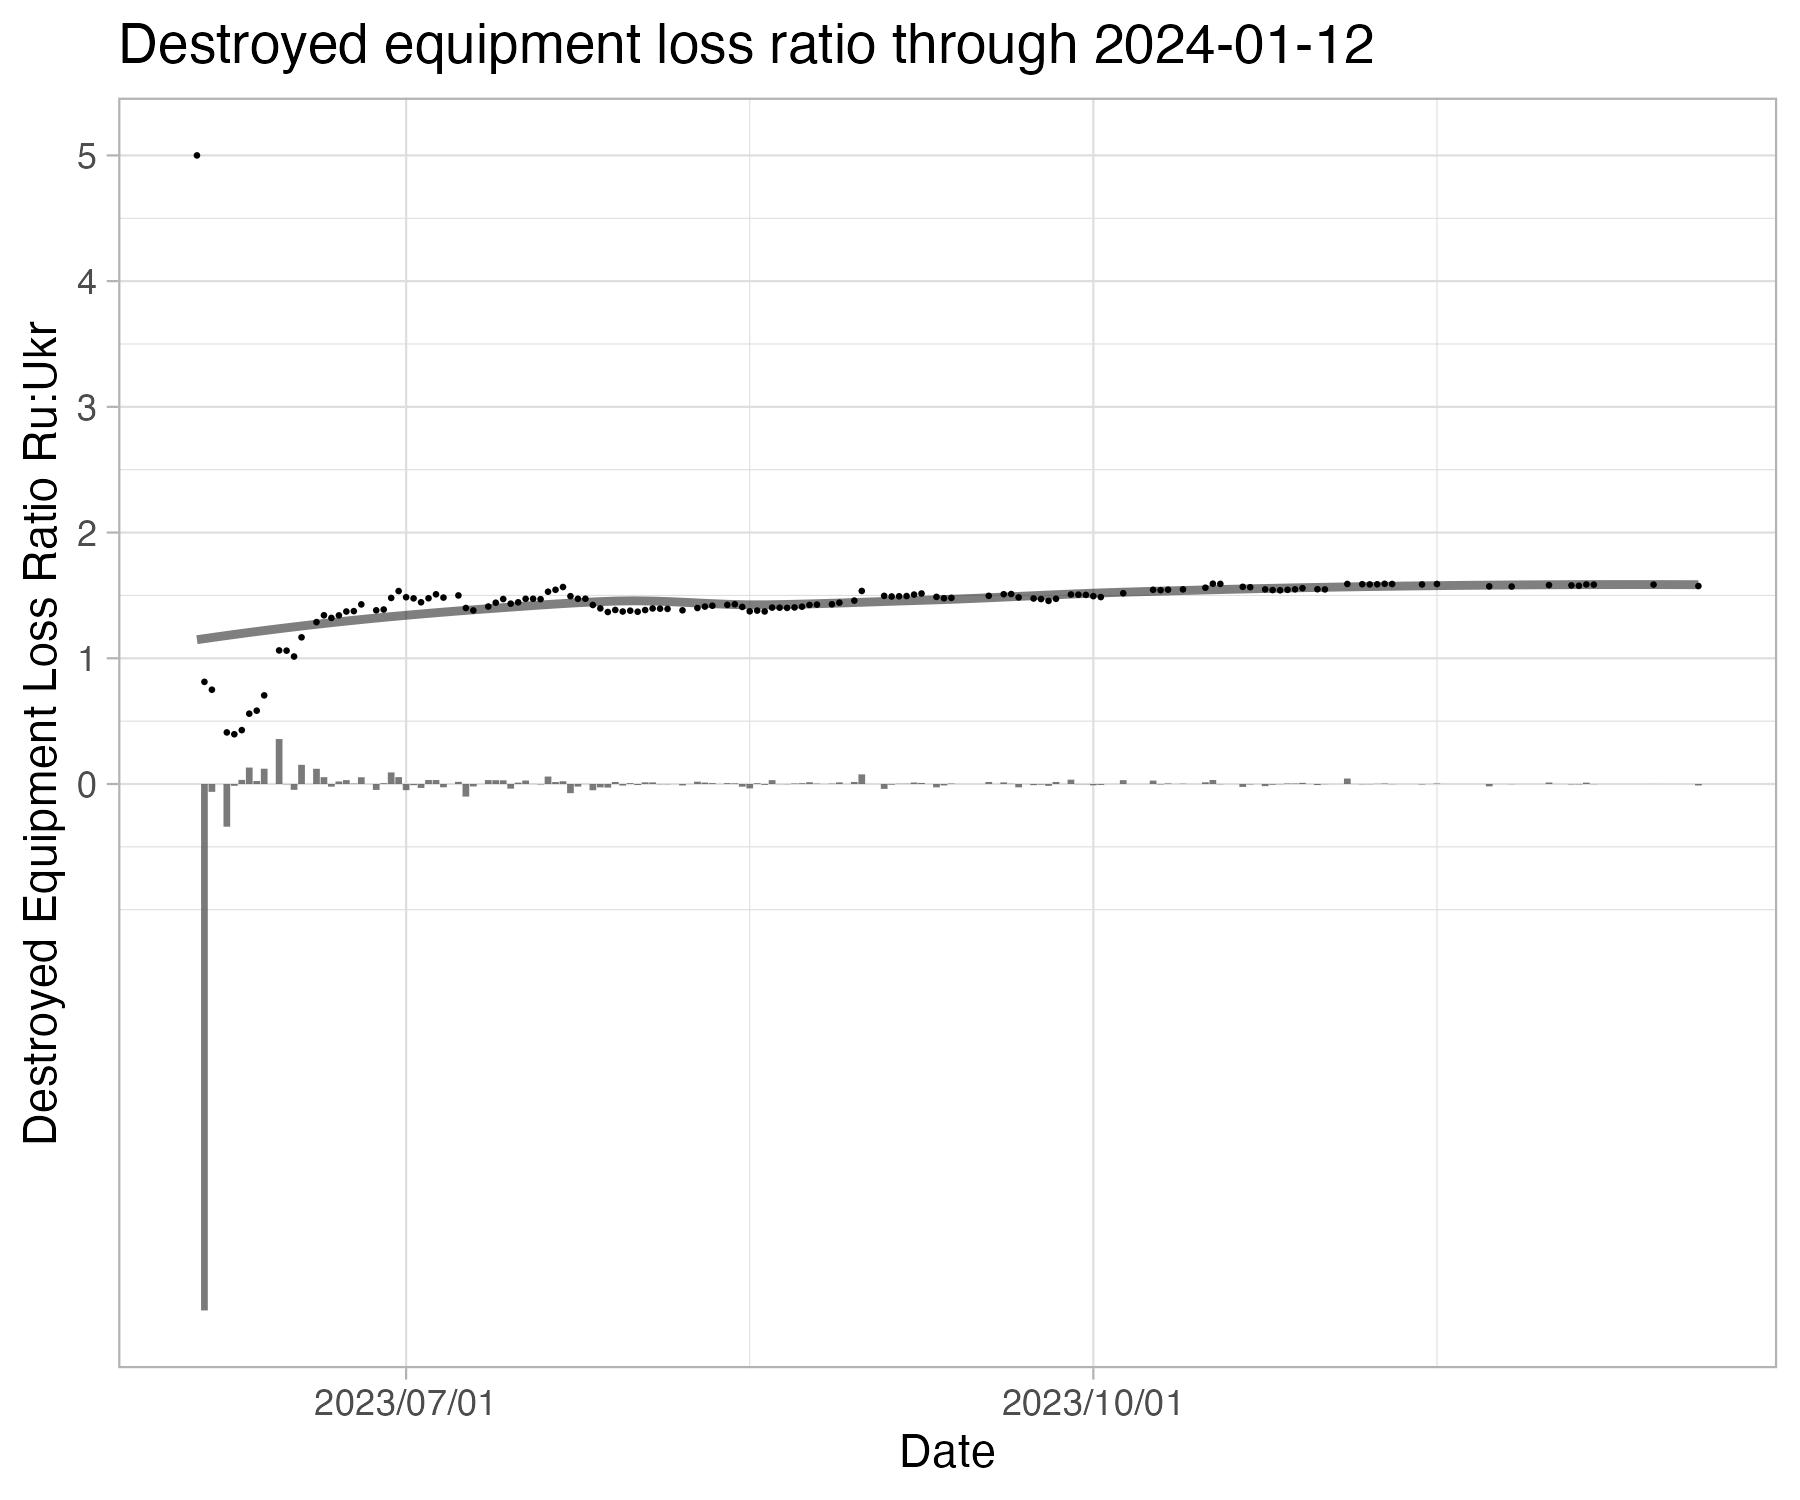 Destroyed equipment loss ratio through 2024-01-12
Destroyed Equipment Loss Ratio Ru:Ukr
5
4
3
2
1
0
2023/07/01
2023/10/01
Date